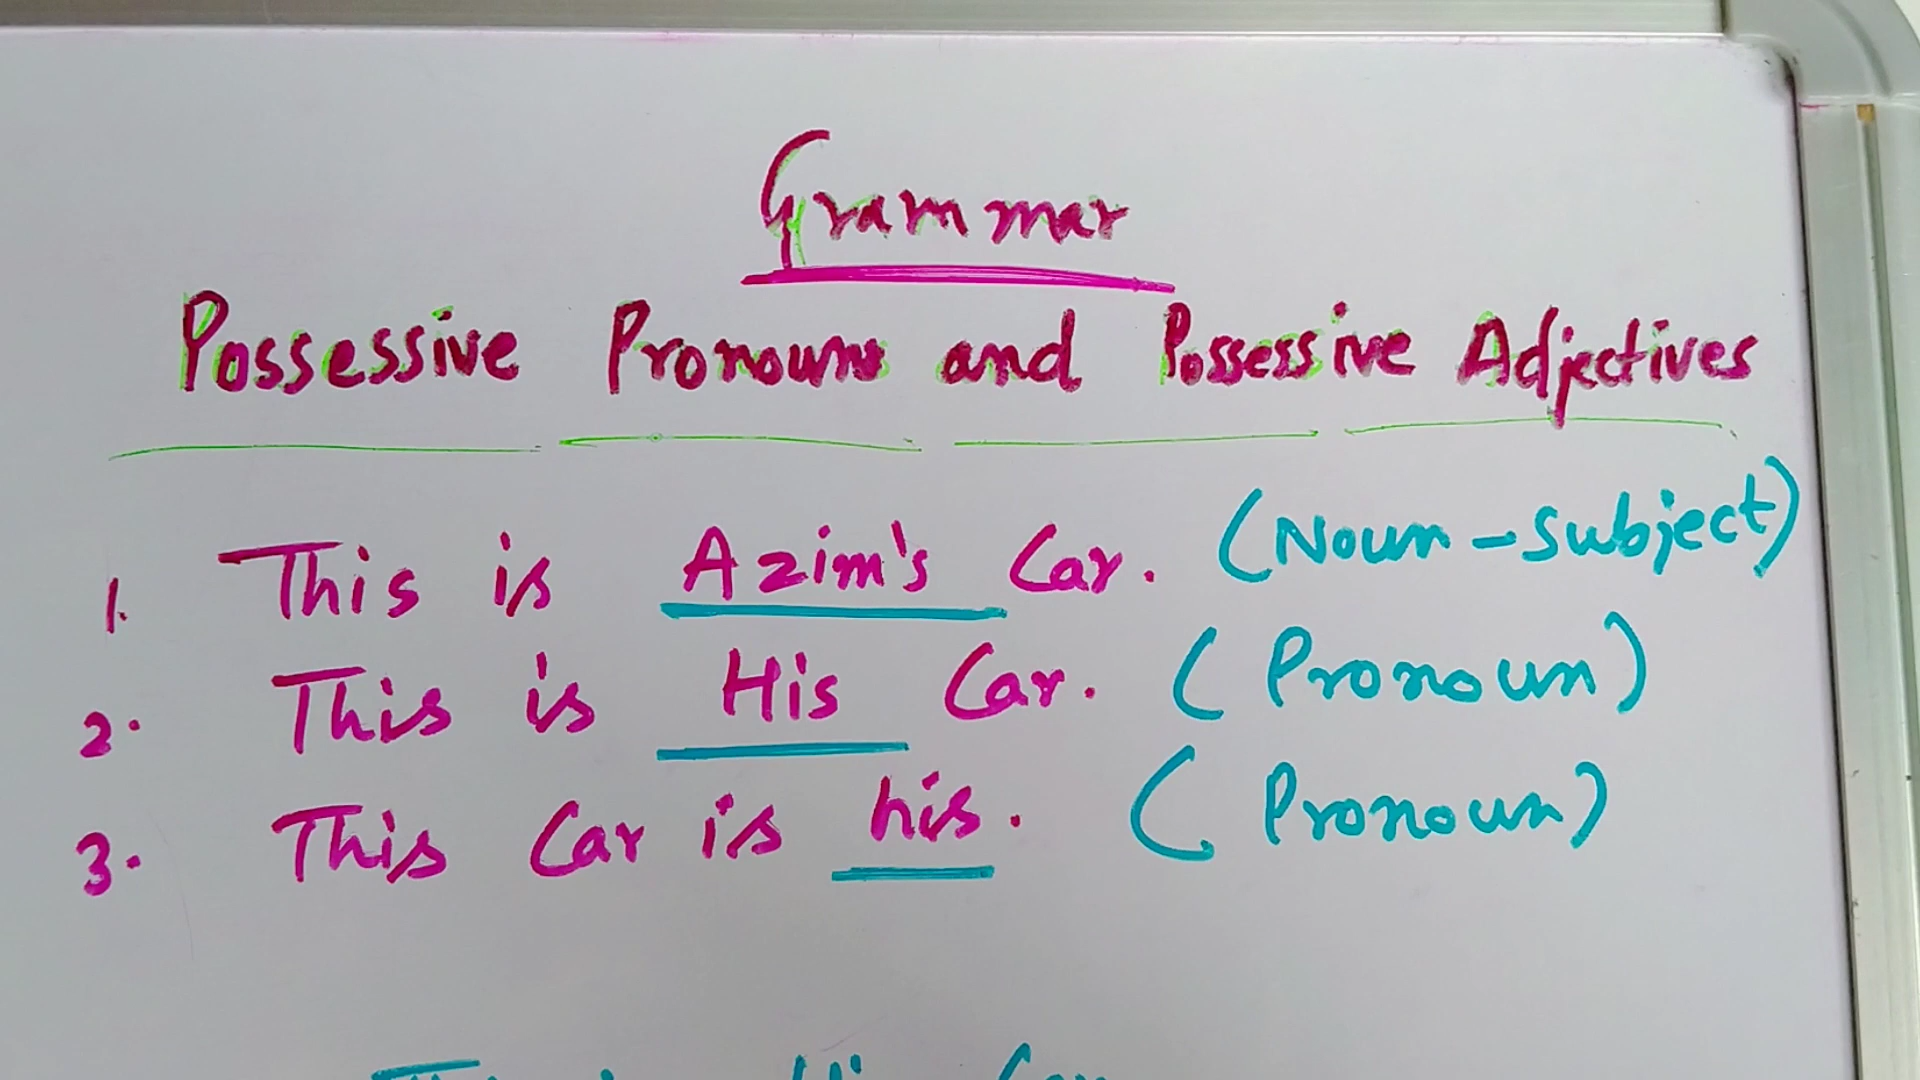 Grammar
Possessive Pronouns and Possessive Adjectives
1. This is Azim's Car. (Noun-Subject)
2. This is His Car. (Pronoun)
3. This Car is his. (Pronoun)